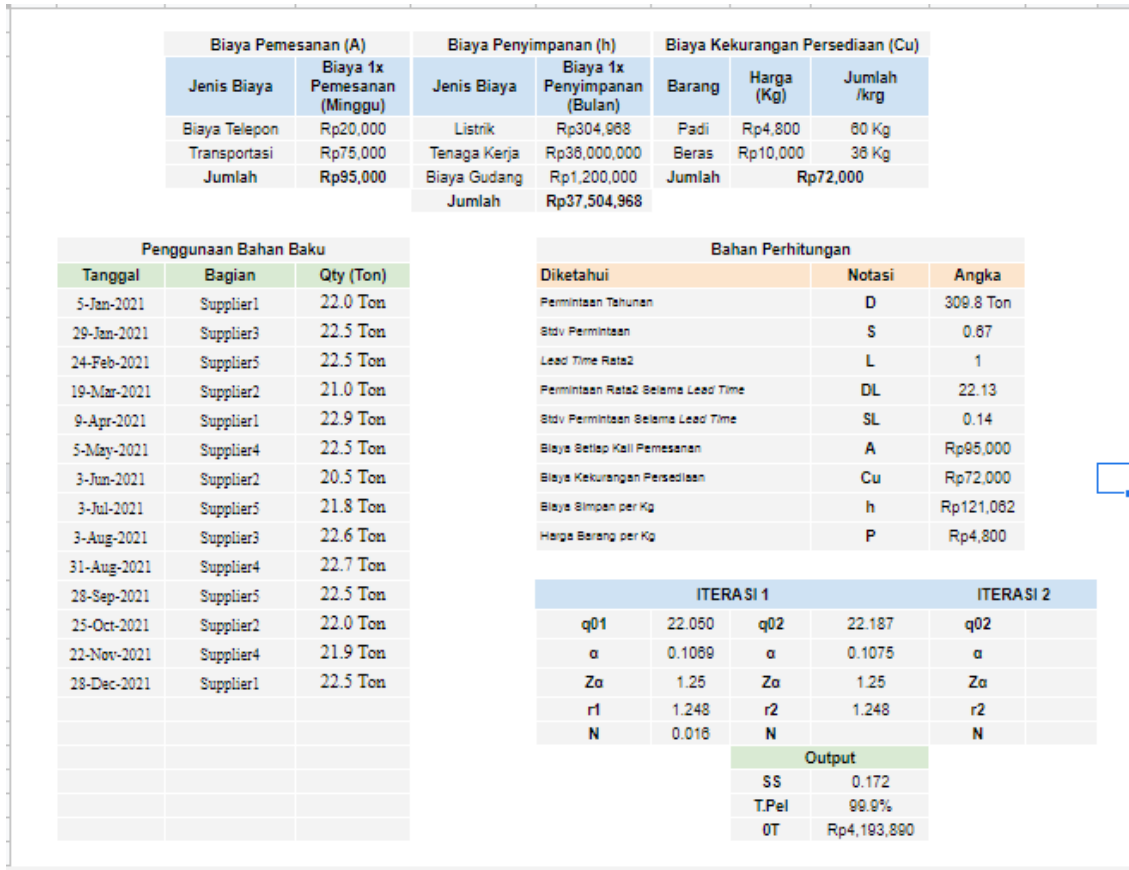 Biaya Pemesanan (A) Biaya Penyimpanan (h) Biaya Kekurangan Persediaan (Cu)
Jenis Biaya Biaya 1x Pemesanan (Minggu) Jenis Biaya Biaya 1x Penyimpanan (Bulan) Barang Harga (Kg) Jumlah /krg
Biaya Telepon Rp20,000 Listrik Rp304,968 Padi Rp4,800 60 Kg
Transportasi Rp75,000 Tenaga Kerja Rp36,000,000 Beras Rp10,000 36 Kg
Jumlah Rp95,000 Biaya Gudang Rp1,200,000 Jumlah Rp72,000
Jumlah Rp37,504,968
Penggunaan Bahan Baku
Tanggal Bagian Qty (Ton)
5-Jan-2021 Supplier1 22.0 Ton
29-Jan-2021 Supplier3 22.5 Ton
24-Feb-2021 Supplier5 22.5 Ton
19-Mar-2021 Supplier2 21.0 Ton
9-Apr-2021 Supplier1 22.9 Ton
5-May-2021 Supplier4 22.5 Ton
3-Jun-2021 Supplier2 20.5 Ton
3-Jul-2021 Supplier5 21.8 Ton
3-Aug-2021 Supplier3 22.6 Ton
31-Aug-2021 Supplier4 22.7 Ton
28-Sep-2021 Supplier5 22.5 Ton
25-Oct-2021 Supplier2 22.0 Ton
22-Nov-2021 Supplier4 21.9 Ton
28-Dec-2021 Supplier1 22.5 Ton
Bahan Perhitungan
Diketahui Notasi Angka
Permintaan Tahunan D 309.8 Ton
Stdv Permintaan S 0.67
Lead Time Rata2 L 1
Permintaan Rata2 Selama Lead Time DL 22.13
Stdv Permintaan Selama Lead Time SL 0.14
Biaya Setiap Kali Pemesanan A Rp95,000
Biaya Kekurangan Persediaan Cu Rp72,000
Biaya Simpan per Kg h Rp121,062
Harga Barang per Kg P Rp4,800
ITERASI 1 ITERASI 2
q01 22.050 q02 22.187 q02
α 0.1069 α 0.1075 α
Zα 1.25 Zα 1.25 Zα
r1 1.248 r2 1.248 r2
N 0.016 N N
Output
SS 0.172
T.Pel 99.9%
0T Rp4,193,890